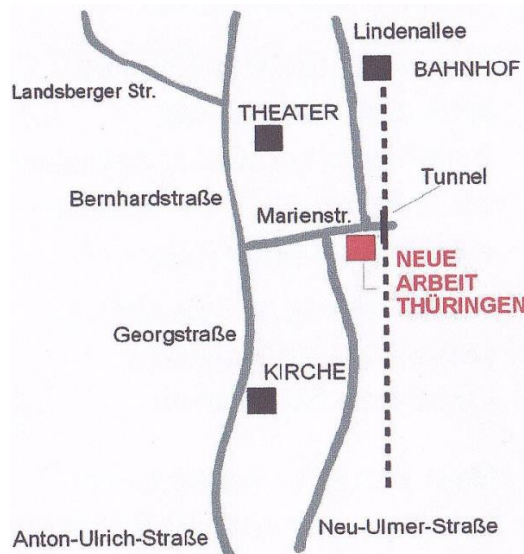 Lindenallee
BAHNHOF
Landsberger Str.
THEATER
Tunnel
Bernhardstraße
Marienstr.
NEUE
ARBEIT
THÜRINGEN
Georgstraße
KIRCHE
Anton-Ulrich-Straße
Neu-Ulmer-Straße